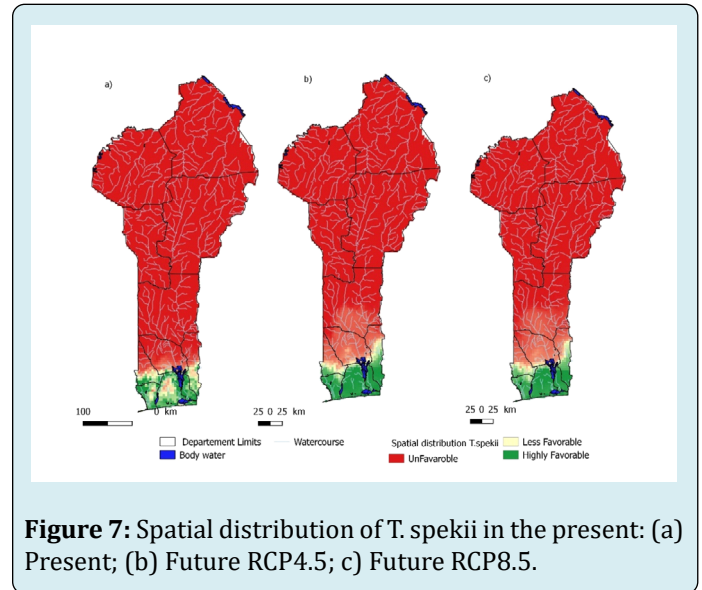 a)
b)
c)
100 0 km
25 0 25 km
25 0 25 km
Departement Limits
Watercourse
Body water
Spatial distribution T.spekii
UnFavaroble
Less Favorable
Highly Favorable
Figure 7: Spatial distribution of T. spekii in the present: (a)
Present; (b) Future RCP4.5; c) Future RCP8.5.